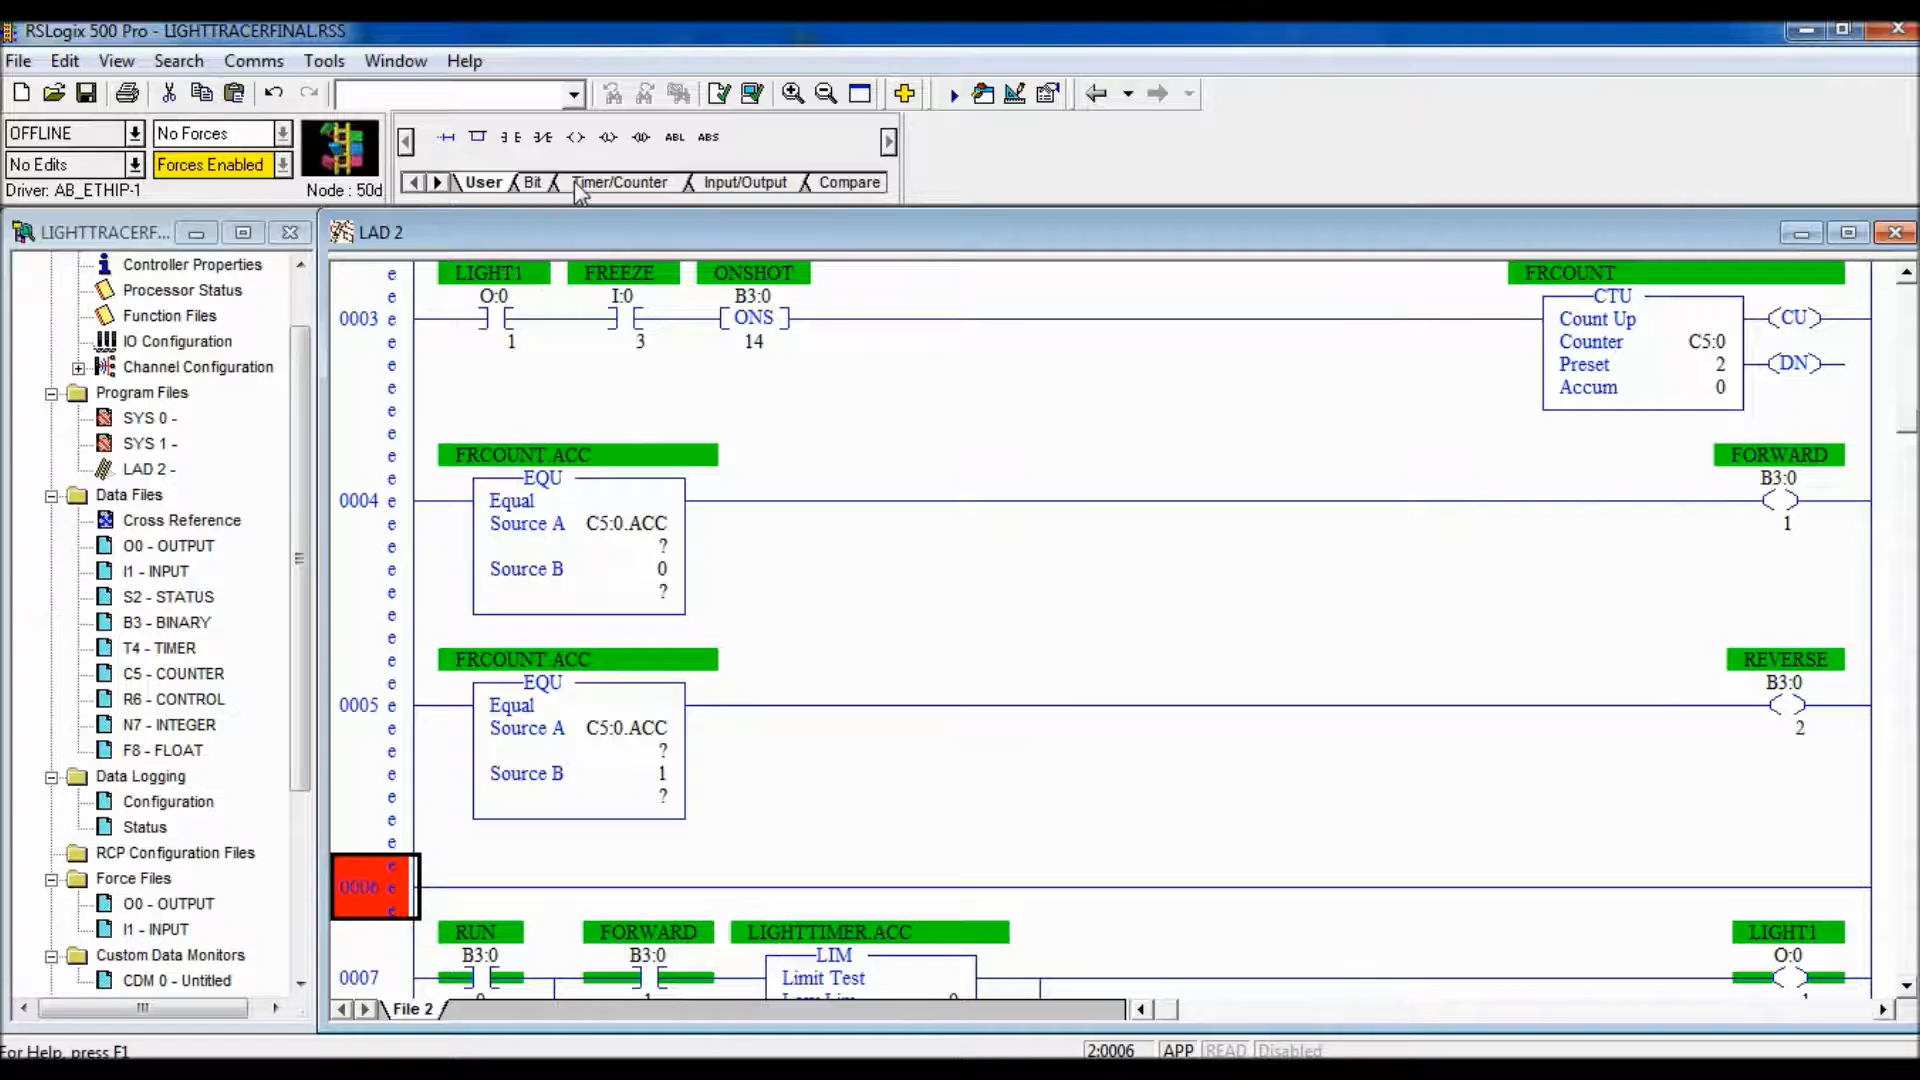 RSLogix 500 Pro - LIGHTTRACERFINAL.RSS
File Edit View Search Comms Tools Window Help
OFFLINE No Forces
No Edits Forces Enabled
Driver: AB_ETHIP-1 Node : 50d
ABL ABS
User Bit Timer/Counter Input/Output Compare
LIGHTTRACERF...
Controller Properties
Processor Status
Function Files
IO Configuration
Channel Configuration
Program Files
SYS 0 -
SYS 1 -
LAD 2 -
Data Files
Cross Reference
O0 - OUTPUT
I1 - INPUT
S2 - STATUS
B3 - BINARY
T4 - TIMER
C5 - COUNTER
R6 - CONTROL
N7 - INTEGER
F8 - FLOAT
Data Logging
Configuration
Status
RCP Configuration Files
Force Files
O0 - OUTPUT
I1 - INPUT
Custom Data Monitors
CDM 0 - Untitled
LAD 2
e LIGHT1 FREEZE ONSHOT FRCOUNT
e O:0 I:0 B3:0 CTU
0003 e ONS Count Up CU
e 1 3 14 Counter C5:0
e Preset 2 DN
e Accum 0
e
e
e FRCOUNT.ACC FORWARD
e EQU B3:0
0004 e Equal
e Source A C5:0.ACC 1
e ?
e Source B 0
e ?
e
e
e FRCOUNT.ACC REVERSE
e EQU B3:0
0005 e Equal
e Source A C5:0.ACC 2
e ?
e Source B 1
e ?
e
e
e
0006 e
e
RUN FORWARD LIGHTTIMER.ACC LIGHT1
B3:0 B3:0 LIM O:0
0007 Limit Test
File 2
For Help, press F1 2:0006 APP READ Disabled